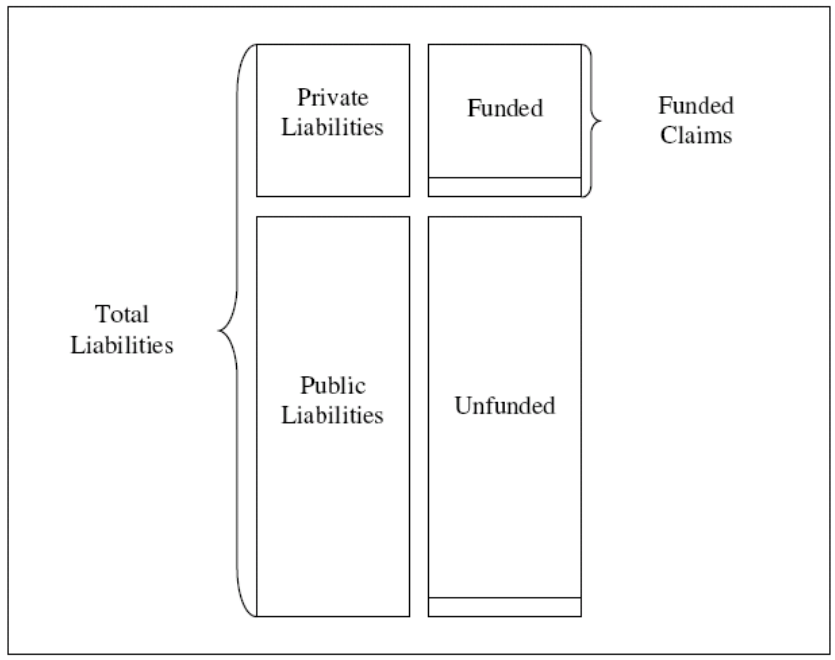 Private
Liabilities
Funded
Funded
Claims
Total
Liabilities
Public
Liabilities
Unfunded